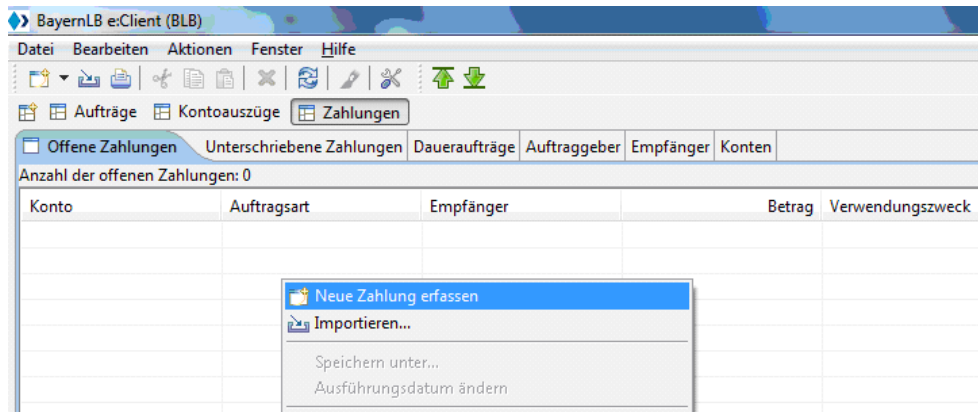 BayernLB e:Client (BLB)
Datei Bearbeiten Aktionen Fenster Hilfe
Aufträge Kontoauszüge Zahlungen
Offene Zahlungen Unterschriebene Zahlungen Daueraufträge Auftraggeber Empfänger Konten
Anzahl der offenen Zahlungen: 0
Konto Auftragsart Empfänger Betrag Verwendungszweck
Neue Zahlung erfassen
Importieren...
Speichern unter...
Ausführungsdatum ändern